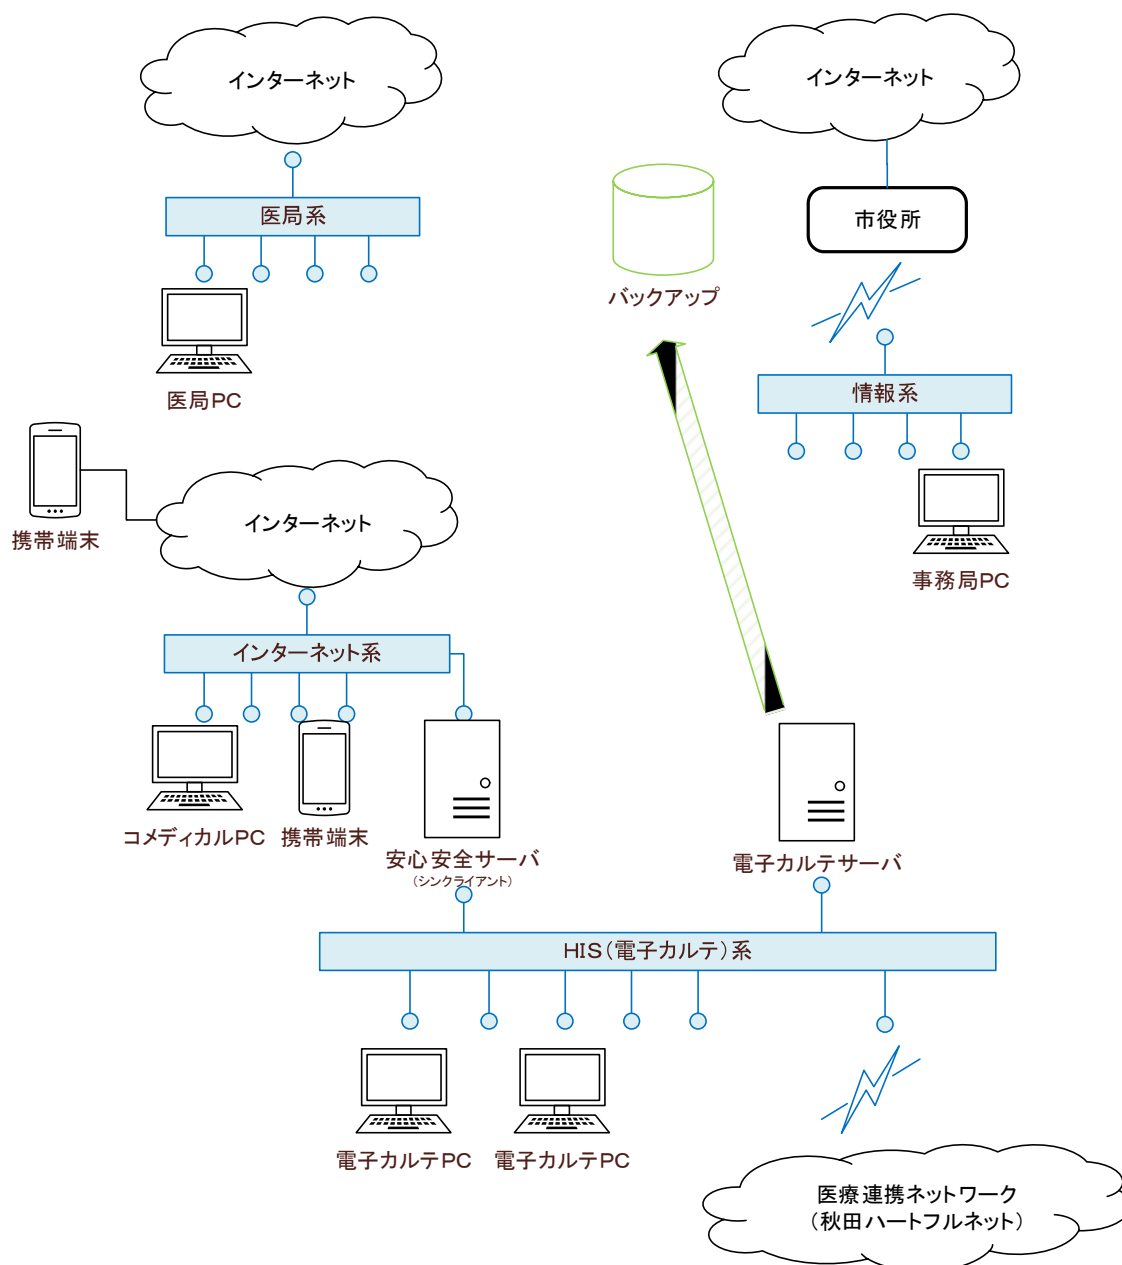 インターネット
インターネット
医局系
市役所
バックアップ
医局PC
情報系
携帯端末
インターネット
事務局PC
インターネット系
コメディカルPC
携帯端末
安心安全サーバ
(シンクライアント)
電子カルテサーバ
HIS(電子カルテ)系
電子カルテPC
電子カルテPC
医療連携ネットワーク
(秋田ハートフルネット)